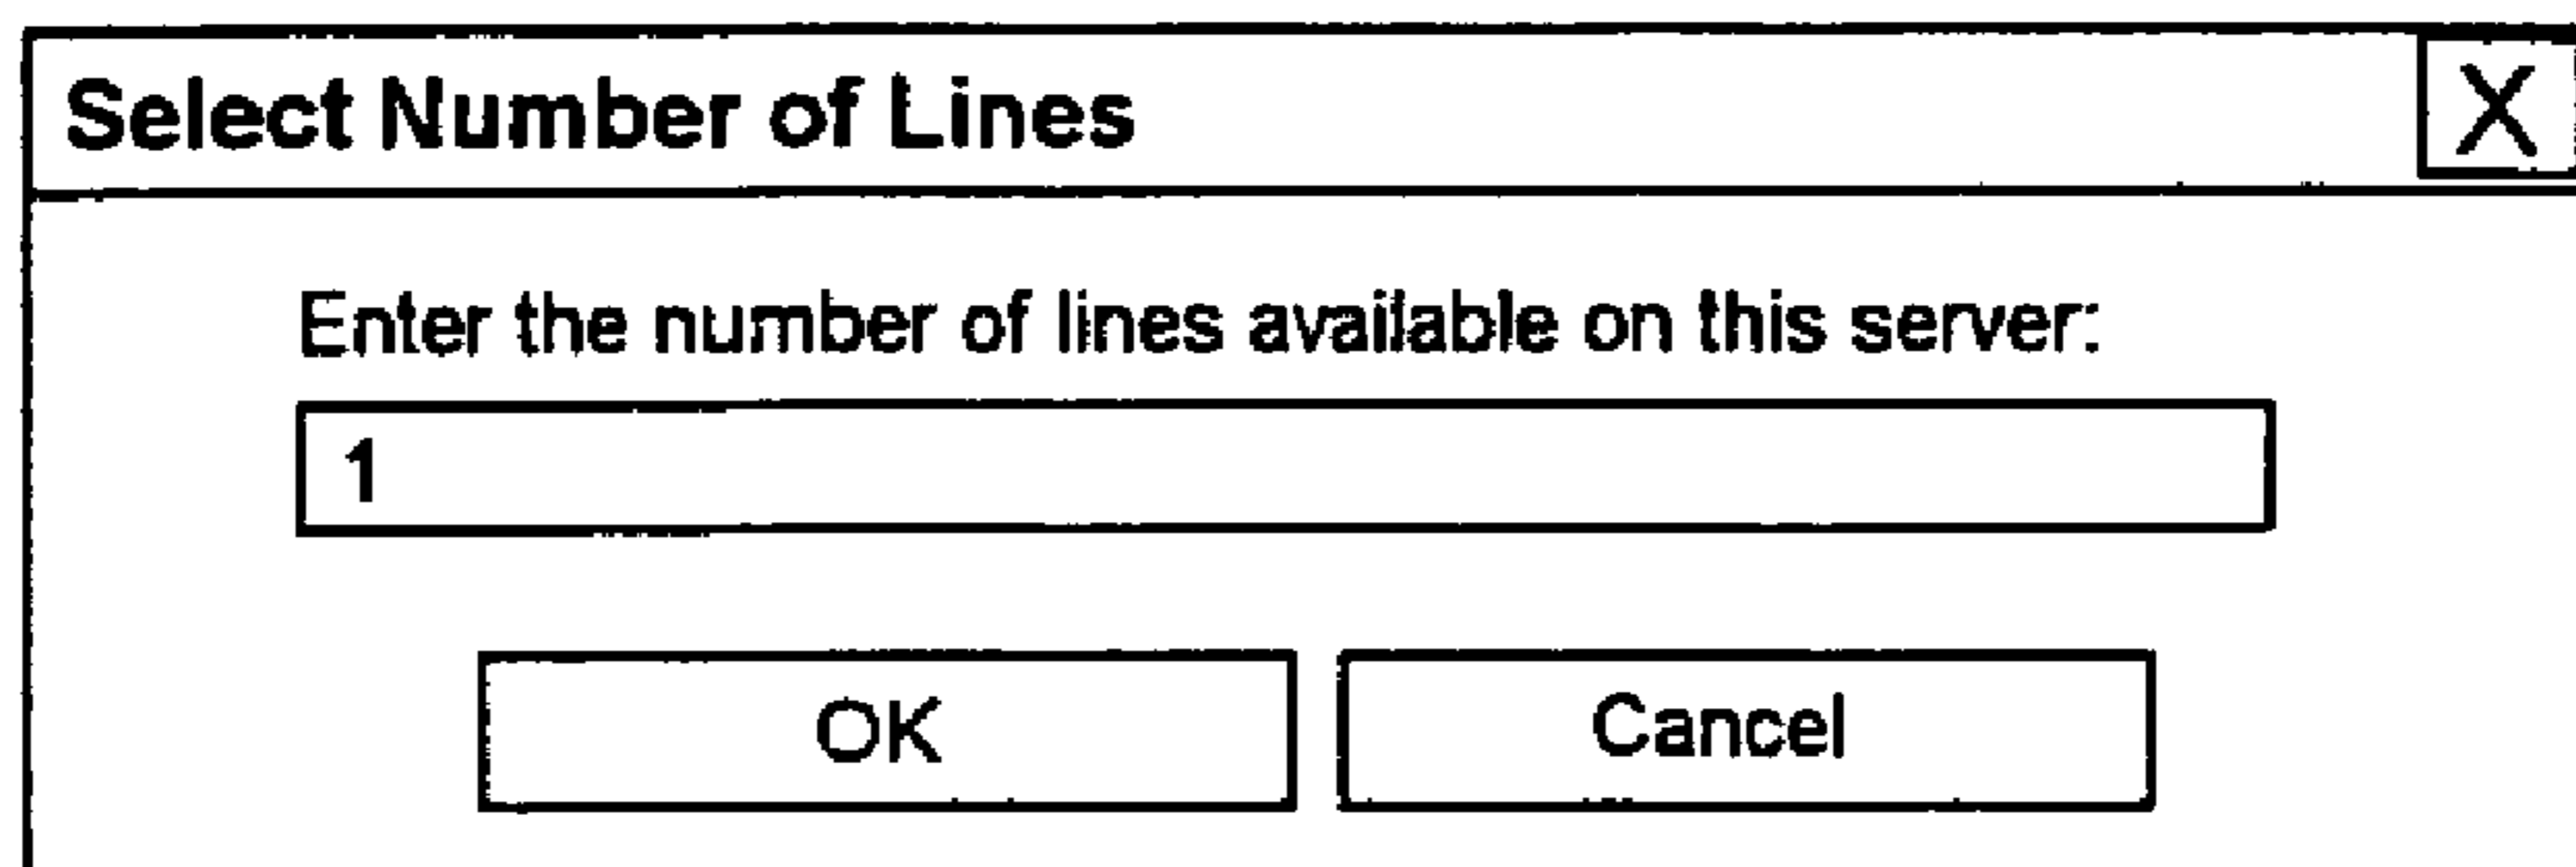 Select Number of Lines X
Enter the number of lines available on this server:
1
OK Cancel